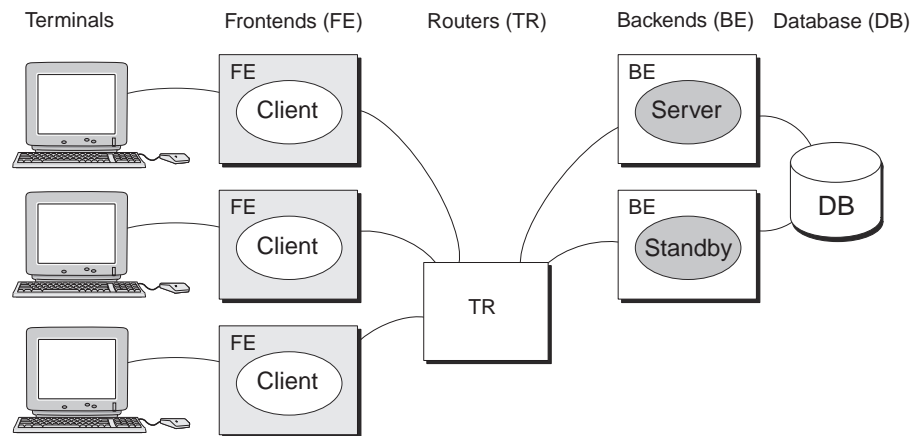 Terminals Frontends (FE) Routers (TR) Backends (BE) Database (DB)
FE
Client
FE
Client
FE
Client
TR
BE
Server
BE
Standby
DB